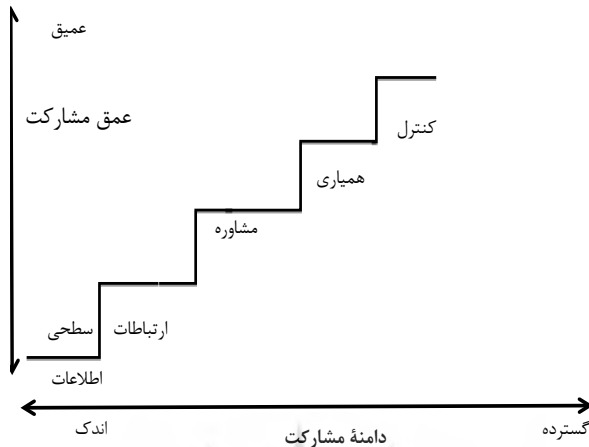 عمیق
عمق مشارکت
کنترل
همیاری
مشاوره
ارتباطات
سطحی
اطلاعات
گسترده
دامنهٔ مشارکت
اندک